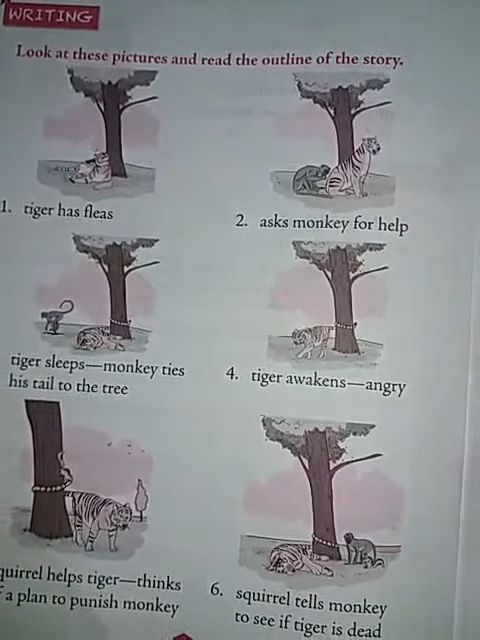 WRITING
Look at these pictures and read the outline of the story.
1. tiger has fleas
2. asks monkey for help
tiger sleeps—monkey ties
his tail to the tree
4. tiger awakens—angry
quirrel helps tiger—thinks
a plan to punish monkey
6. squirrel tells monkey
to see if tiger is dead